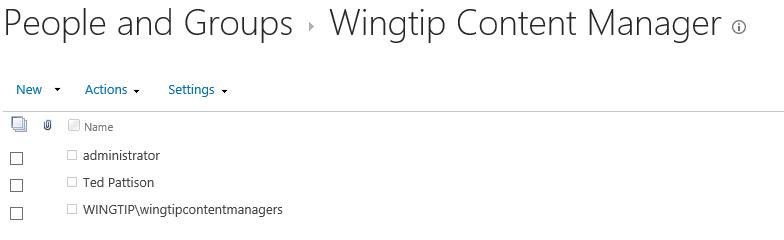 People and Groups ▸ Wingtip Content Manager
New Actions Settings
Name
administrator
Ted Pattison
WINGTIP\wingtipcontentmanagers